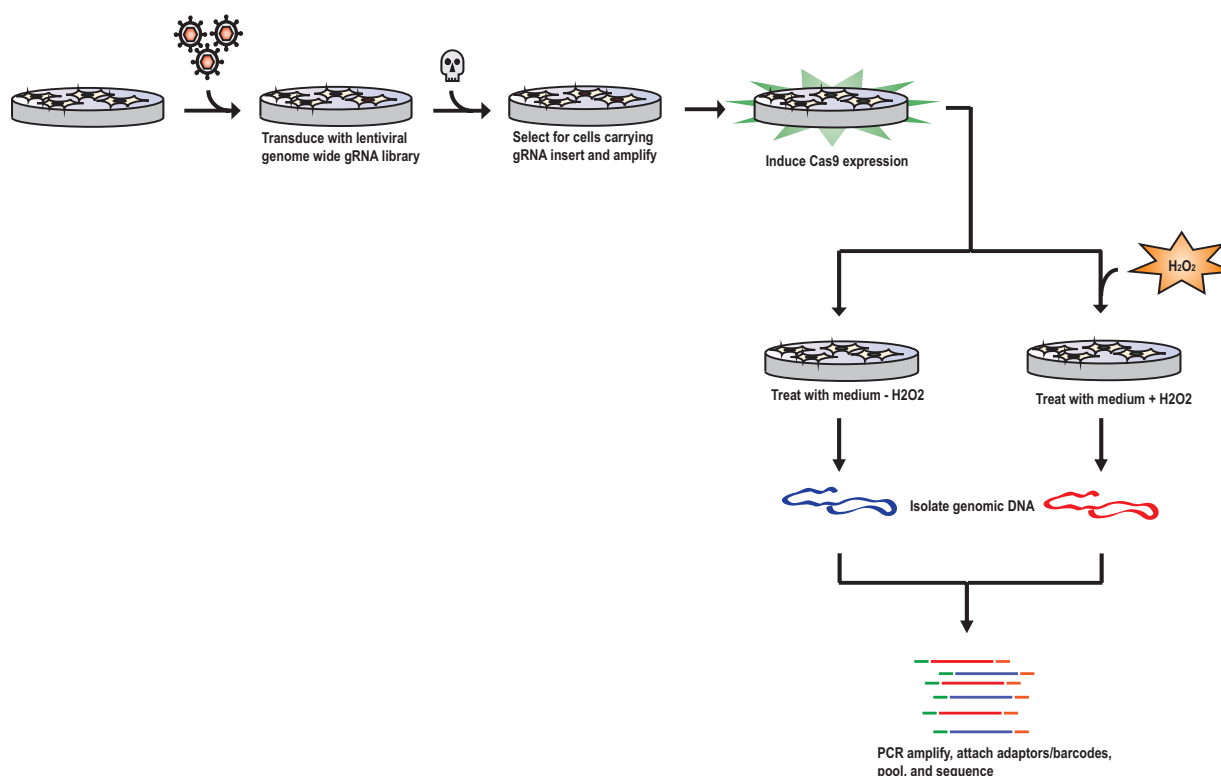 Transduce with lentiviral
genome wide gRNA library
Select for cells carrying
gRNA insert and amplify
Induce Cas9 expression
H₂O₂
Treat with medium - H2O2
Treat with medium + H2O2
Isolate genomic DNA
PCR amplify, attach adaptors/barcodes,
pool, and sequence